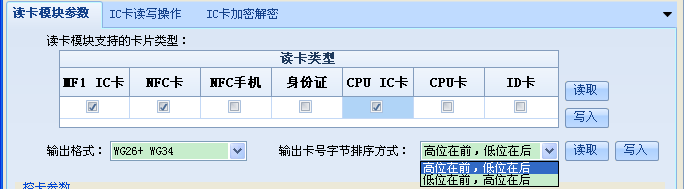 读卡模块参数 IC卡读写操作 IC卡加密解密
读卡模块支持的卡片类型：
读卡类型
MF1 IC卡 NFC卡 NFC手机 身份证 CPU IC卡 CPU卡 ID卡
读取
写入
输出格式： WG26+ WG34 输出卡号字节排序方式： 高位在前，低位在后 读取 写入
高位在前，低位在后
低位在前，高位在后
控卡参数